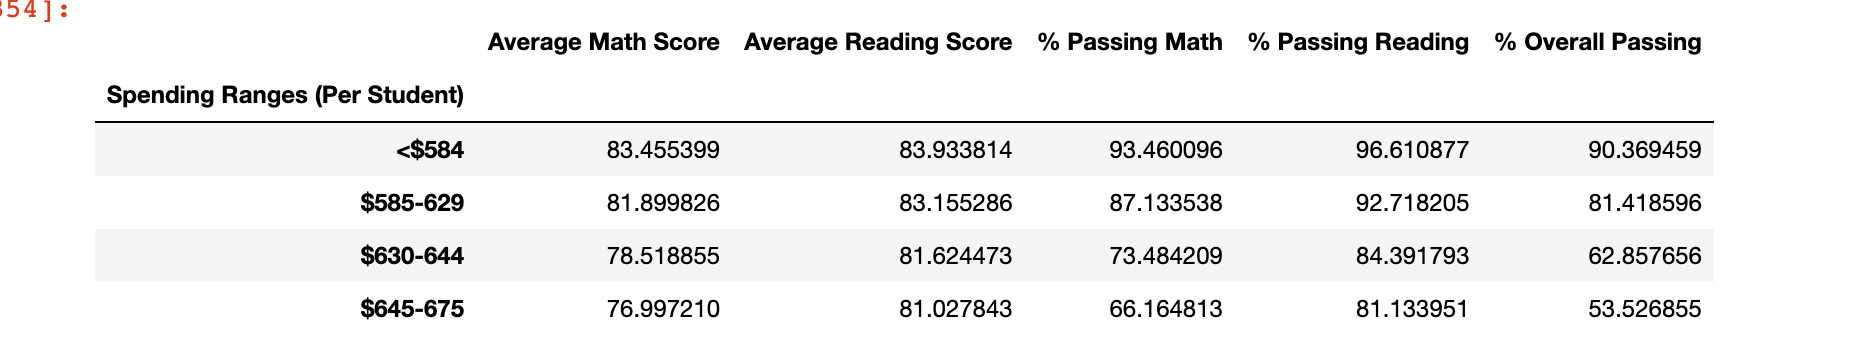 354]:
Average Math Score Average Reading Score % Passing Math % Passing Reading % Overall Passing
Spending Ranges (Per Student)
<$584 83.455399 83.933814 93.460096 96.610877 90.369459
$585-629 81.899826 83.155286 87.133538 92.718205 81.418596
$630-644 78.518855 81.624473 73.484209 84.391793 62.857656
$645-675 76.997210 81.027843 66.164813 81.133951 53.526855